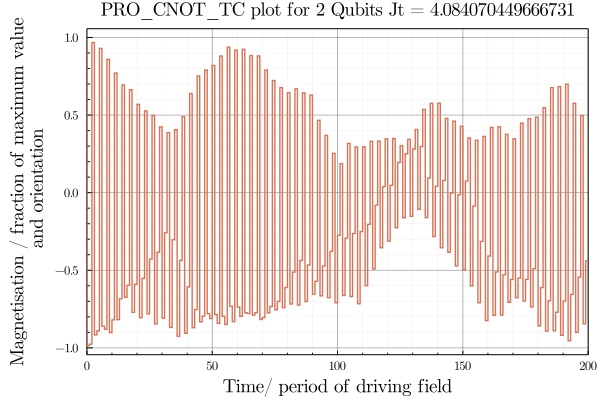 PRO_CNOT_TC plot for 2 Qubits Jt = 4.084070449666731
Magnetisation / fraction of maximum value
and orientation
1.0
0.5
0.0
−0.5
−1.0
0 50 100 150 200
Time/ period of driving field